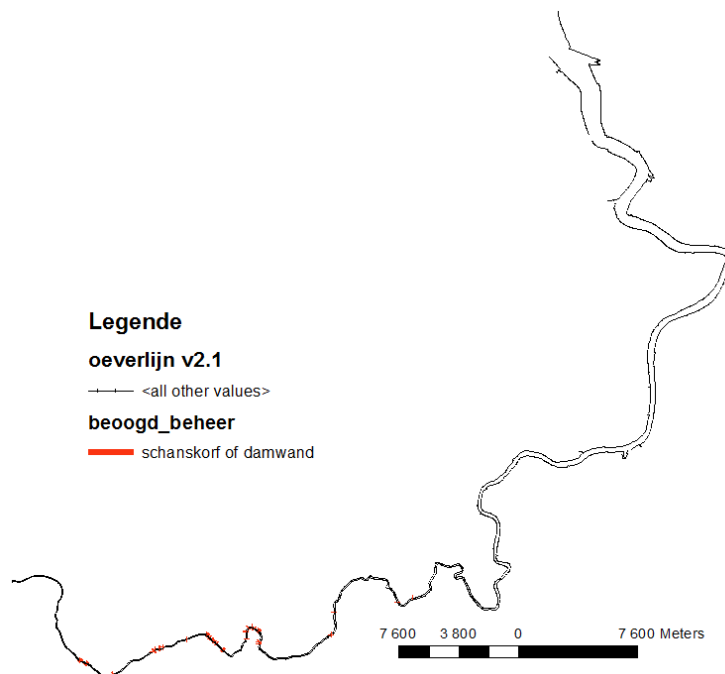 Legende
oeverlijn v2.1
<all other values>
beoogd_beheer
schanskorf of damwand
7 600 3 800 0 7 600 Meters